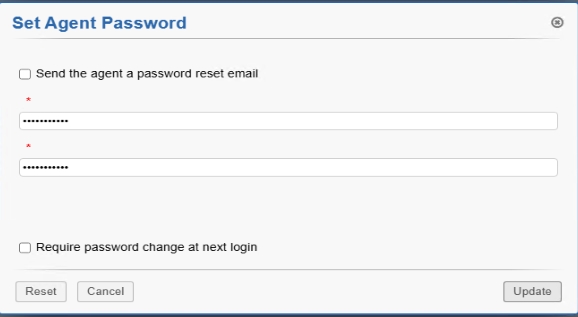 Set Agent Password
Send the agent a password reset email
*
•••••••••••
*
•••••••••••
Require password change at next login
Reset Cancel Update